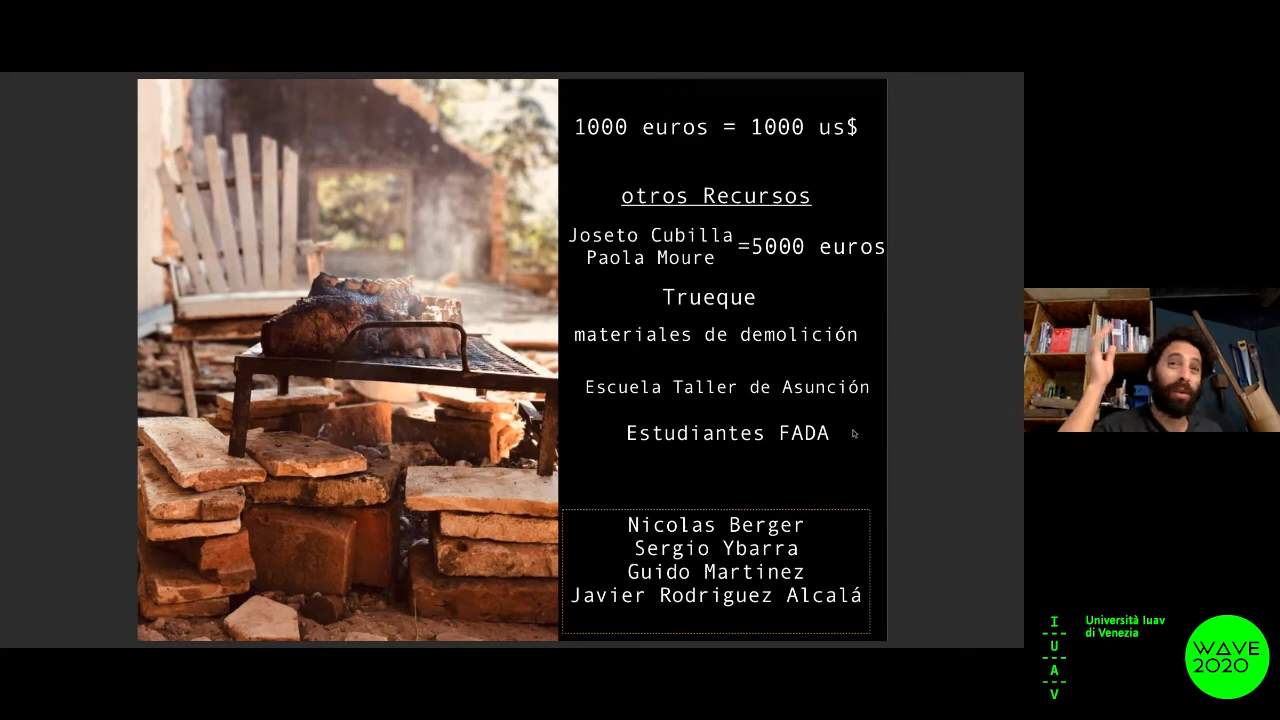 1000 euros = 1000 us$
otros Recursos
Joseto Cubilla
Paola Moure
=5000 euros
Trueque
materiales de demolición
Escuela Taller de Asunción
Estudiantes FADA
Nicolas Berger
Sergio Ybarra
Guido Martinez
Javier Rodriguez Alcalá
I
U
A
V
Università Iuav
di Venezia
WAVE
2020